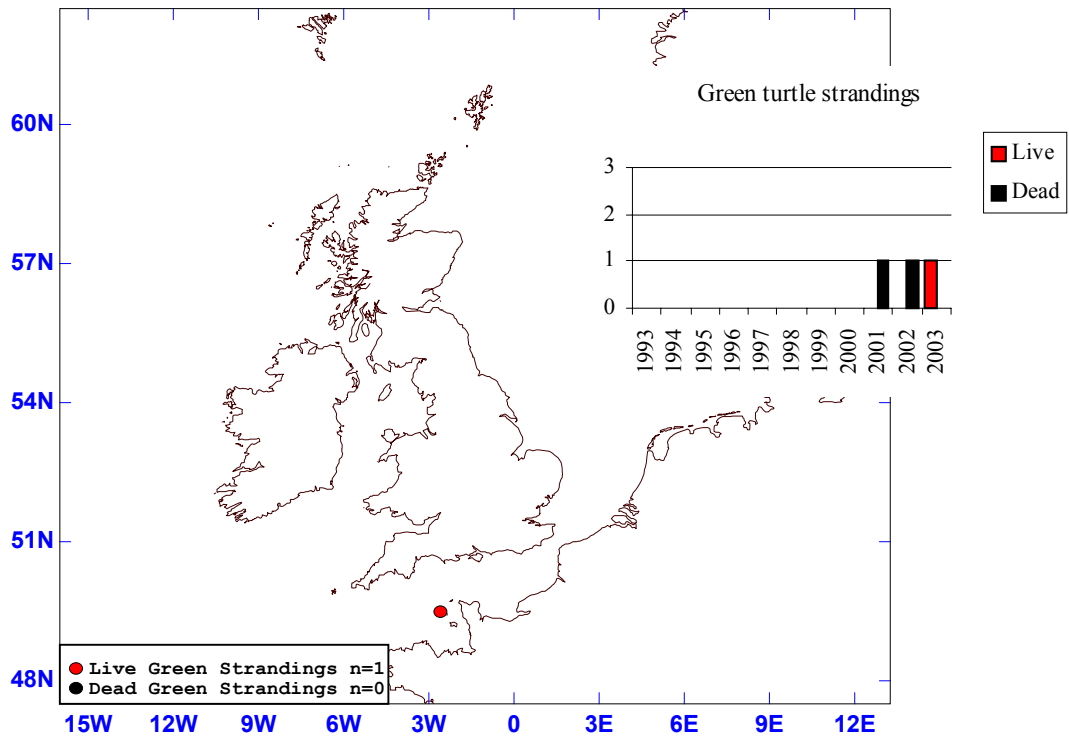 Green turtle strandings
60N
57N
54N
51N
48N
3
2
1
0
1993
1994
1995
1996
1997
1998
1999
2000
2001
2002
2003
Live
Dead
Live Green Strandings n=1
Dead Green Strandings n=0
15W 12W 9W 6W 3W 0 3E 6E 9E 12E